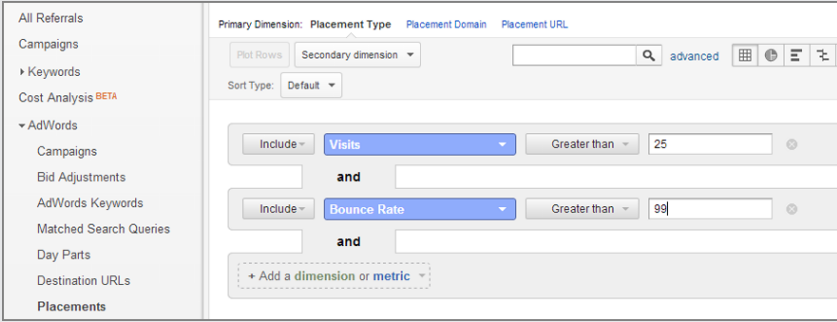 All Referrals
Campaigns
Keywords
Cost Analysis BETA
AdWords
Campaigns
Bid Adjustments
AdWords Keywords
Matched Search Queries
Day Parts
Destination URLs
Placements
Primary Dimension: Placement Type Placement Domain Placement URL
Plot Rows Secondary dimension advanced
Sort Type: Default
Include Visits Greater than 25
and
Include Bounce Rate Greater than 99
and
+ Add a dimension or metric